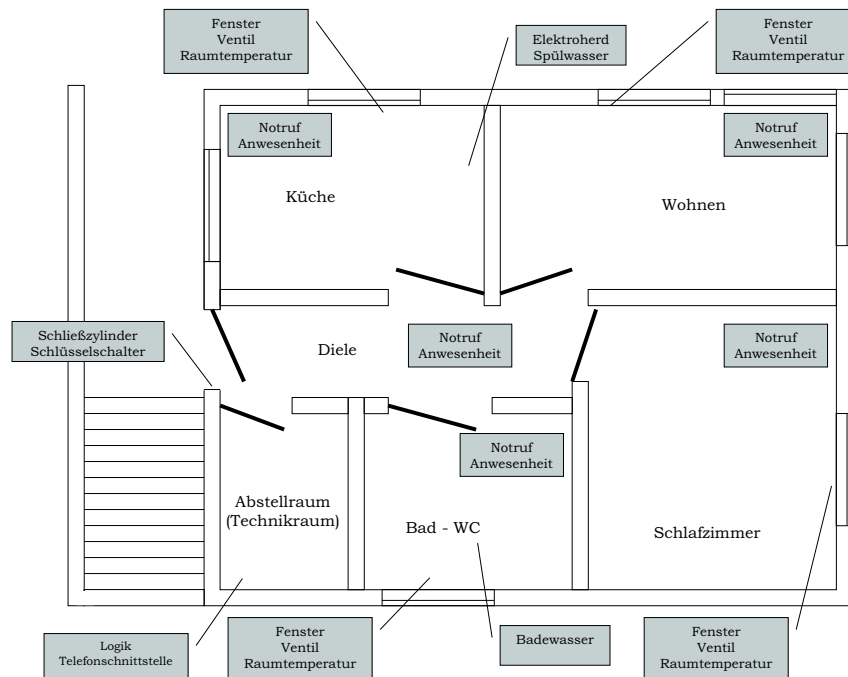 Fenster
Ventil
Raumtemperatur
Elektroherd
Spülwasser
Fenster
Ventil
Raumtemperatur
Notruf
Anwesenheit
Notruf
Anwesenheit
Küche
Wohnen
Schließzylinder
Schlüsselschalter
Diele
Notruf
Anwesenheit
Notruf
Anwesenheit
Notruf
Anwesenheit
Abstellraum
(Technikraum)
Bad - WC
Schlafzimmer
Logik
Telefonschnittstelle
Fenster
Ventil
Raumtemperatur
Badewasser
Fenster
Ventil
Raumtemperatur